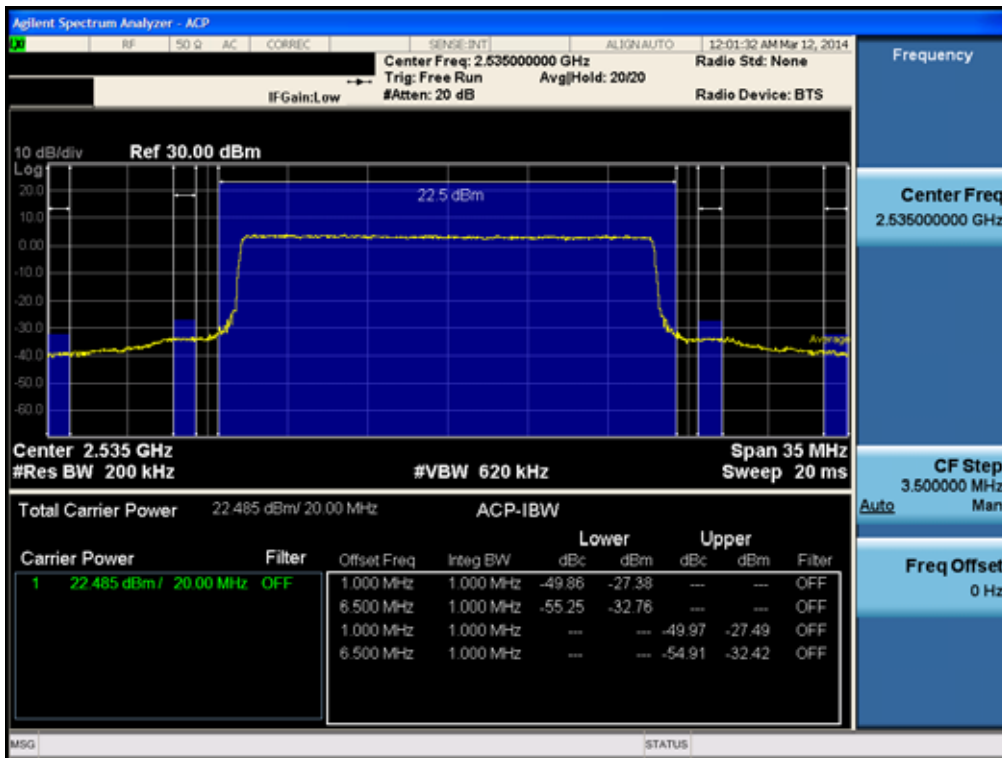 Agilent Spectrum Analyzer - ACP
LXI RF 50 Ω AC CORREC SENSE:INT ALIGN AUTO 12:01:32 AM Mar 12, 2014
Center Freq: 2.535000000 GHz Radio Std: None
Trig: Free Run Avg|Hold: 20/20
IFGain:Low #Atten: 20 dB Radio Device: BTS
10 dB/div Ref 30.00 dBm
Log
20.0
22.5 dBm
10.0
0.00
-10.0
-20.0
-30.0
Average
-40.0
-50.0
-60.0
Center 2.535 GHz Span 35 MHz
#Res BW 200 kHz #VBW 620 kHz Sweep 20 ms
Total Carrier Power 22.485 dBm/ 20.00 MHz ACP-IBW
Lower Upper
Carrier Power Filter Offset Freq Integ BW dBc dBm dBc dBm Filter
1 22.485 dBm / 20.00 MHz OFF 1.000 MHz 1.000 MHz -49.86 -27.38 --- --- OFF
6.500 MHz 1.000 MHz -55.25 -32.76 --- --- OFF
1.000 MHz 1.000 MHz --- --- -49.97 -27.49 OFF
6.500 MHz 1.000 MHz --- --- -54.91 -32.42 OFF
MSG STATUS
Frequency
Center Freq
2.535000000 GHz
CF Step
3.500000 MHz
Auto Man
Freq Offset
0 Hz